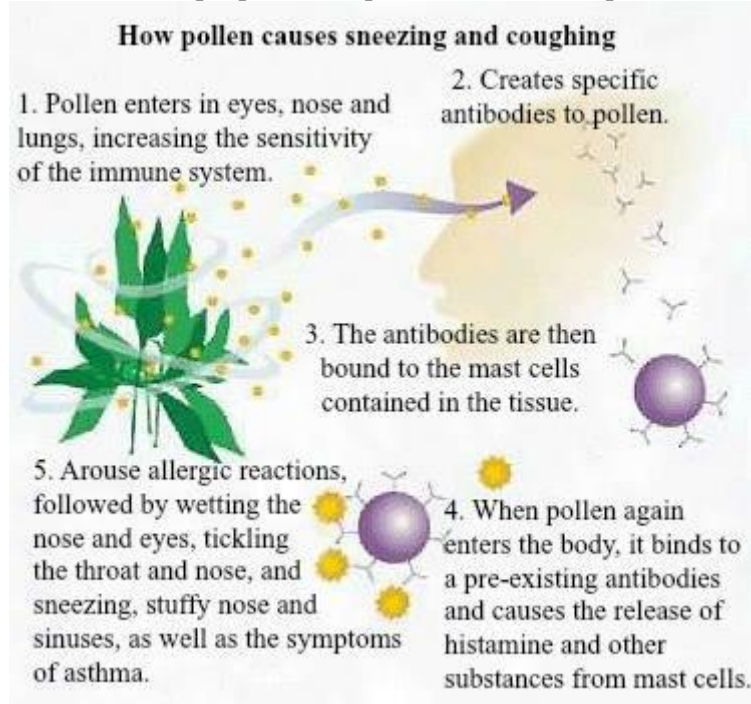 How pollen causes sneezing and coughing
1. Pollen enters in eyes, nose and
lungs, increasing the sensitivity
of the immune system.
2. Creates specific
antibodies to pollen.
3. The antibodies are then
bound to the mast cells
contained in the tissue.
4. When pollen again
enters the body, it binds to
a pre-existing antibodies
and causes the release of
histamine and other
substances from mast cells.
5. Arouse allergic reactions,
followed by wetting the
nose and eyes, tickling
the throat and nose, and
sneezing, stuffy nose and
sinuses, as well as the symptoms
of asthma.